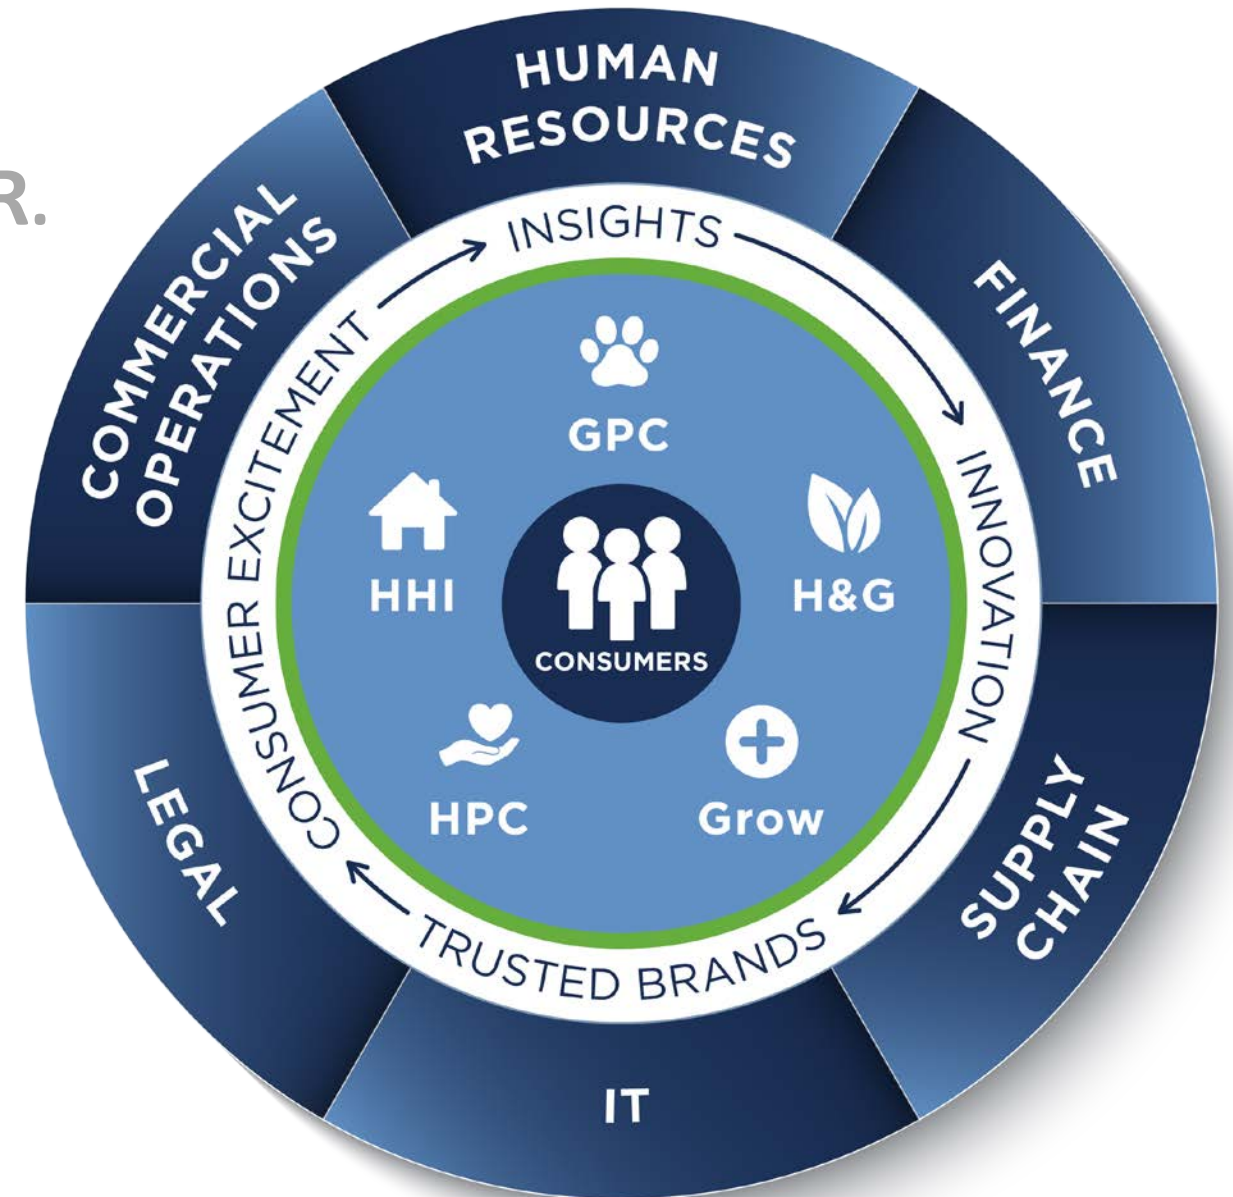 HUMAN
RESOURCES
R.
COMMERCIAL
OPERATIONS
FINANCE
INSIGHTS
INNOVATION
TRUSTED BRANDS
CONSUMER EXCITEMENT
GPC
HHI
H&G
CONSUMERS
HPC
Grow
LEGAL
SUPPLY
CHAIN
IT